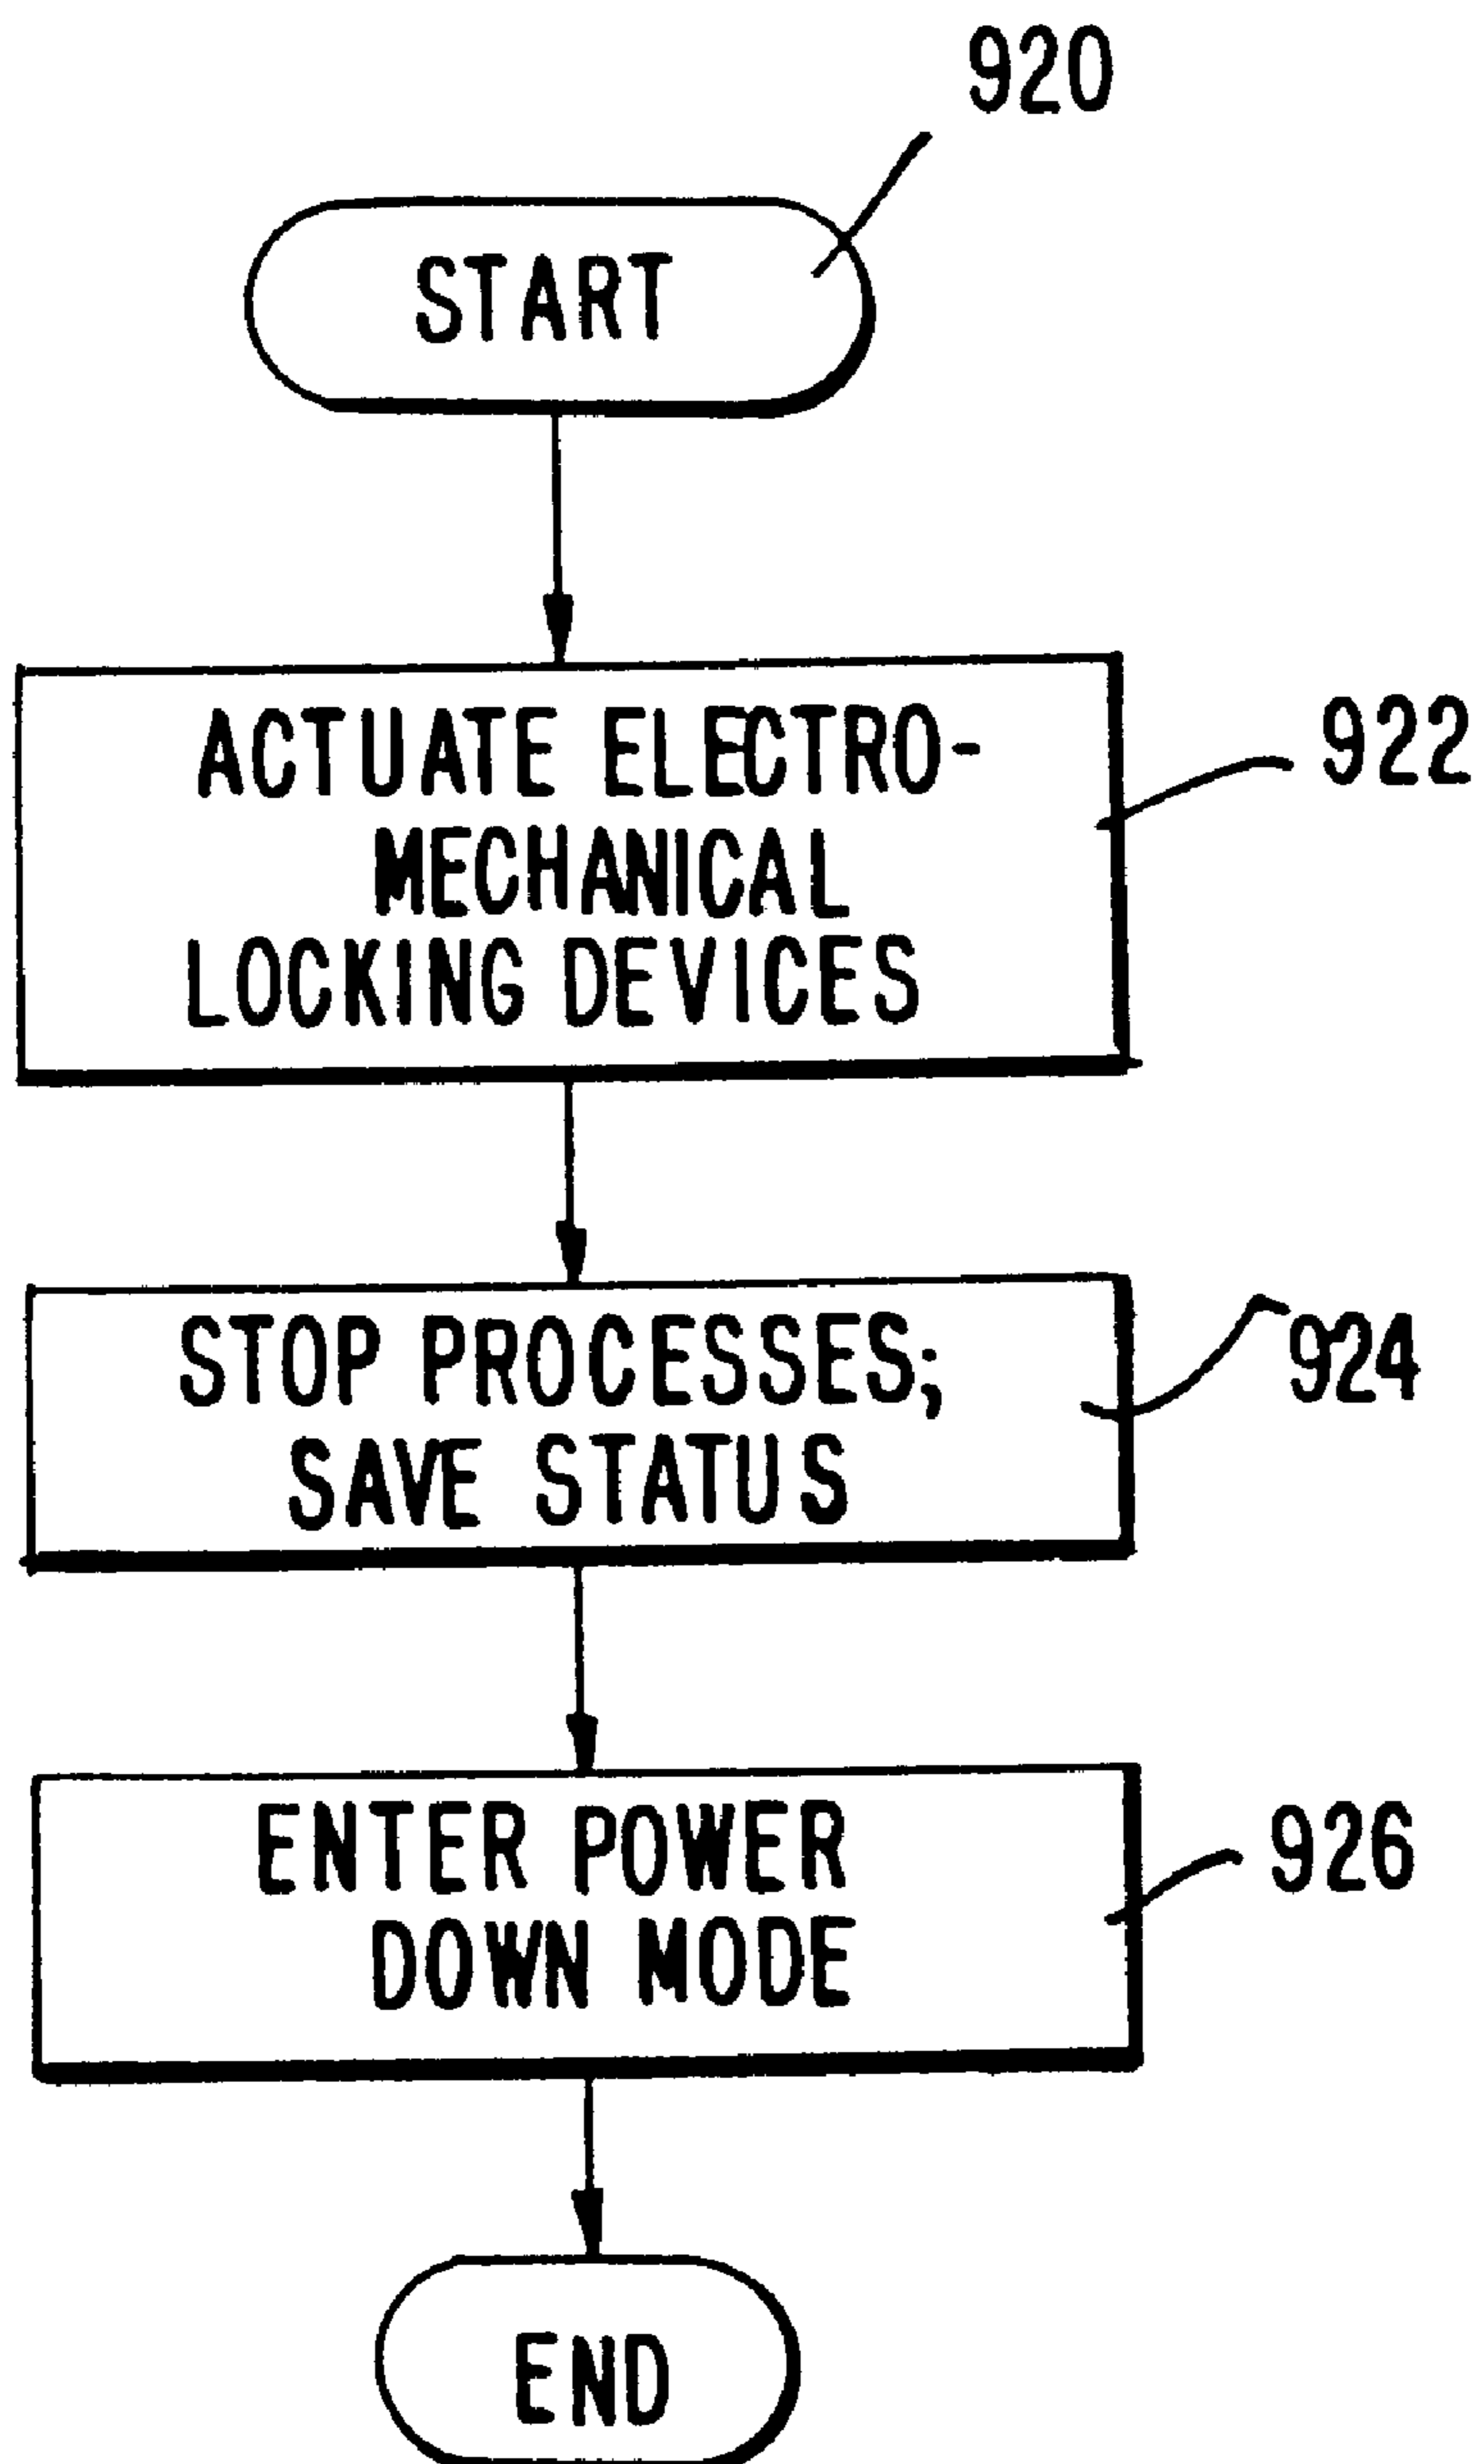 920
START
ACTUATE ELECTRO-
MECHANICAL
LOCKING DEVICES
922
STOP PROCESSES;
SAVE STATUS
924
ENTER POWER
DOWN MODE
926
END